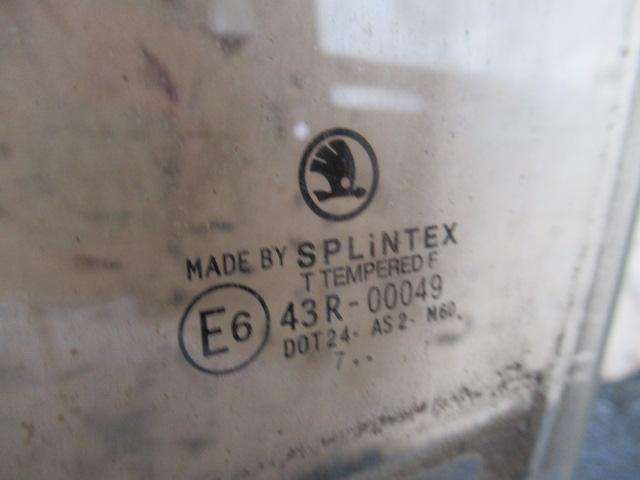 MADE BY SPLiNTEX
T TEMPERED F
E6 43R-00049
DOT24- AS2- M60.
7..